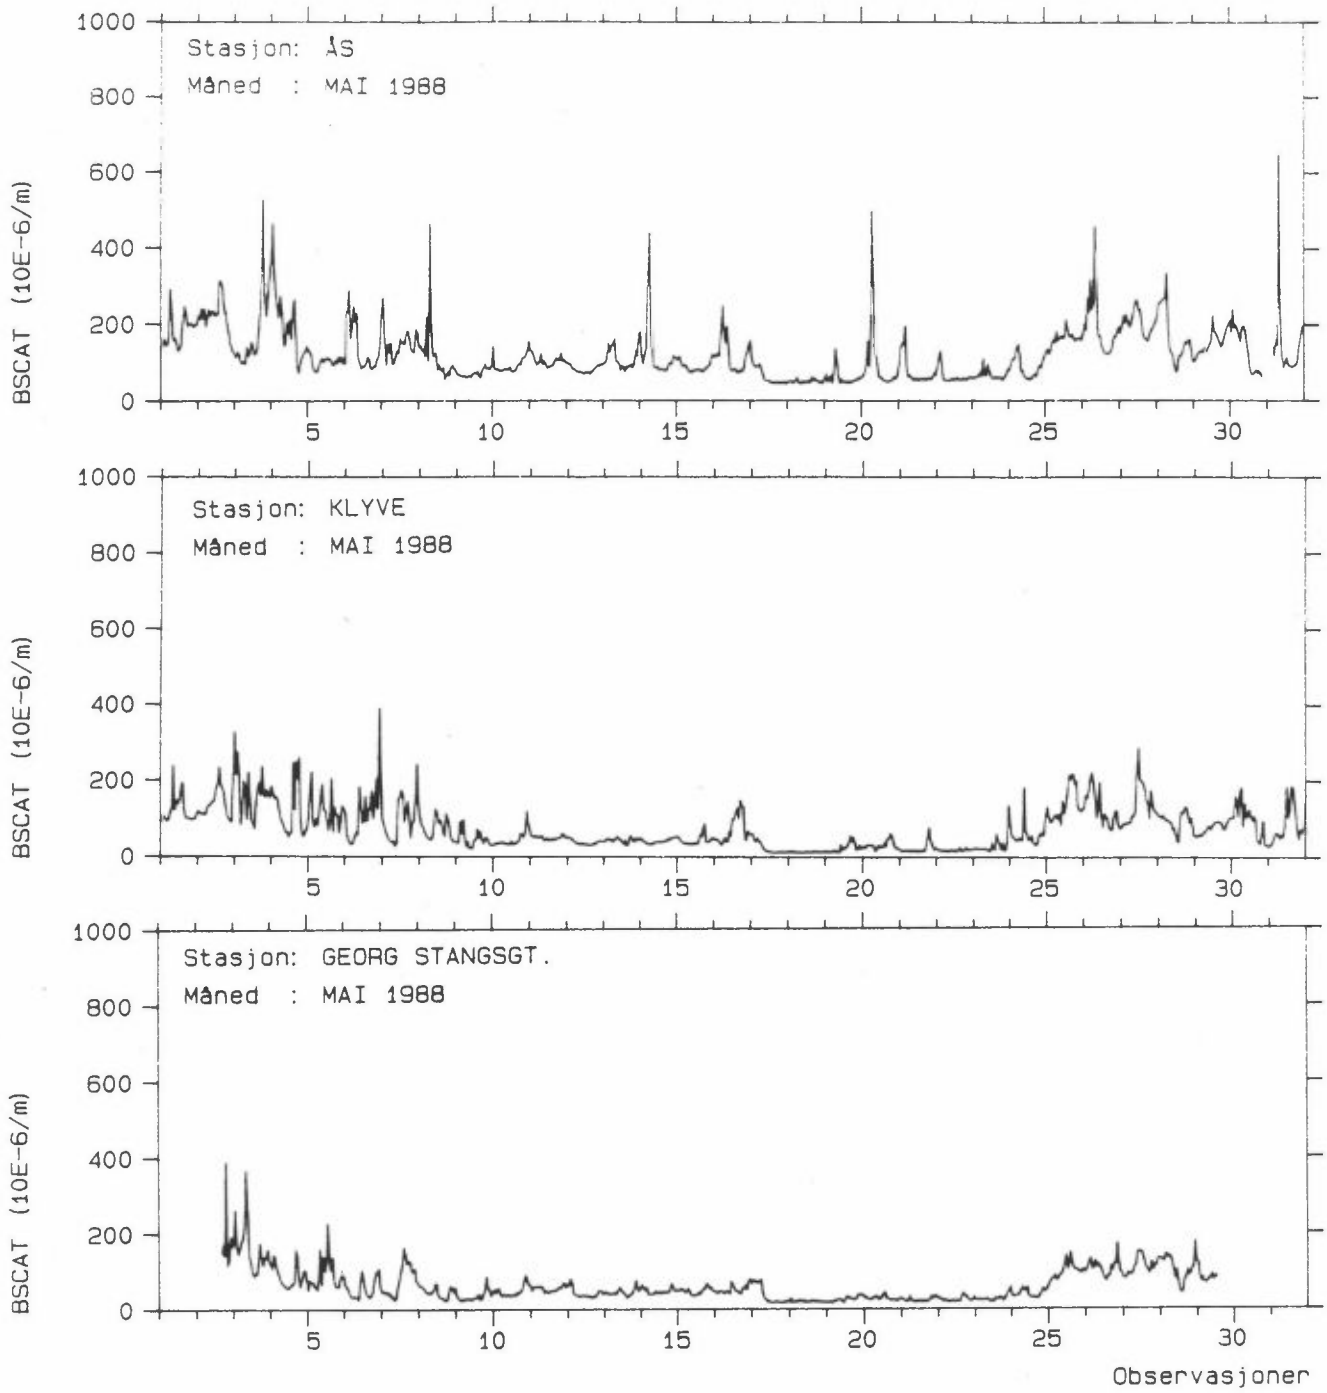 1000
Stasjon: ÅS
Måned : MAI 1988
800
600
400
200
0
BSCAT (10E-6/m)
5 10 15 20 25 30
1000
Stasjon: KLYVE
Måned : MAI 1988
800
600
400
200
0
BSCAT (10E-6/m)
5 10 15 20 25 30
1000
Stasjon: GEORG STANGSGT.
Måned : MAI 1988
800
600
400
200
0
BSCAT (10E-6/m)
5 10 15 20 25 30
Observasjoner